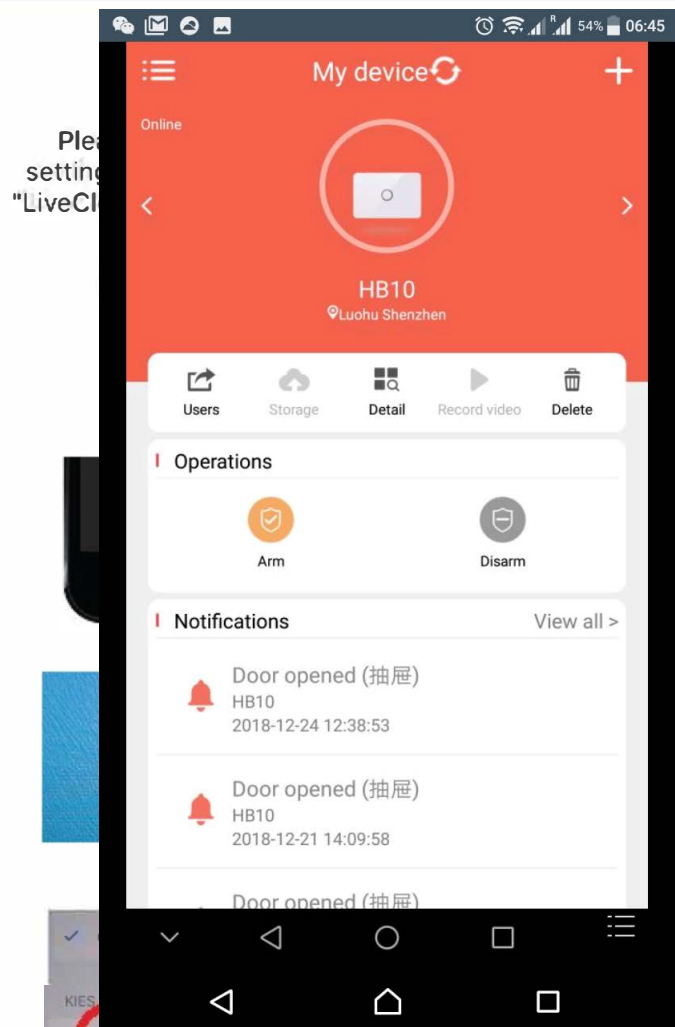 R
54% 06:45
My device
Online
Plea
setting
"LiveCl
HB10
Luohu Shenzhen
Users Storage Detail Record video Delete
Operations
Arm Disarm
Notifications View all >
Door opened (抽屉)
HB10
2018-12-24 12:38:53
Door opened (抽屉)
HB10
2018-12-21 14:09:58
Door opened (抽屉)
KIES